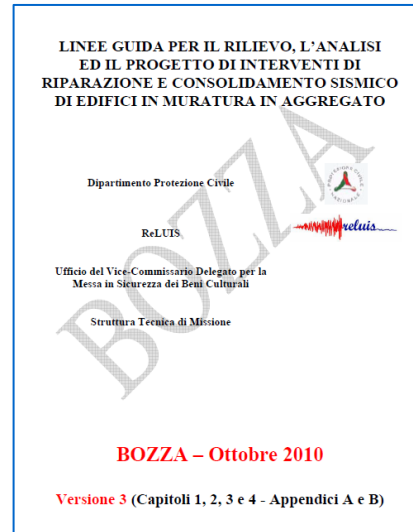 LINEE GUIDA PER IL RILIEVO, L'ANALISI
ED IL PROGETTO DI INTERVENTI DI
RIPARAZIONE E CONSOLIDAMENTO SISMICO
DI EDIFICI IN MURATURA IN AGGREGATO
BOZZA
Dipartimento Protezione Civile
ReLUIS
reluis
Ufficio del Vice-Commissario Delegato per la
Messa in Sicurezza dei Beni Culturali
Struttura Tecnica di Missione
BOZZA – Ottobre 2010
Versione 3 (Capitoli 1, 2, 3 e 4 - Appendici A e B)